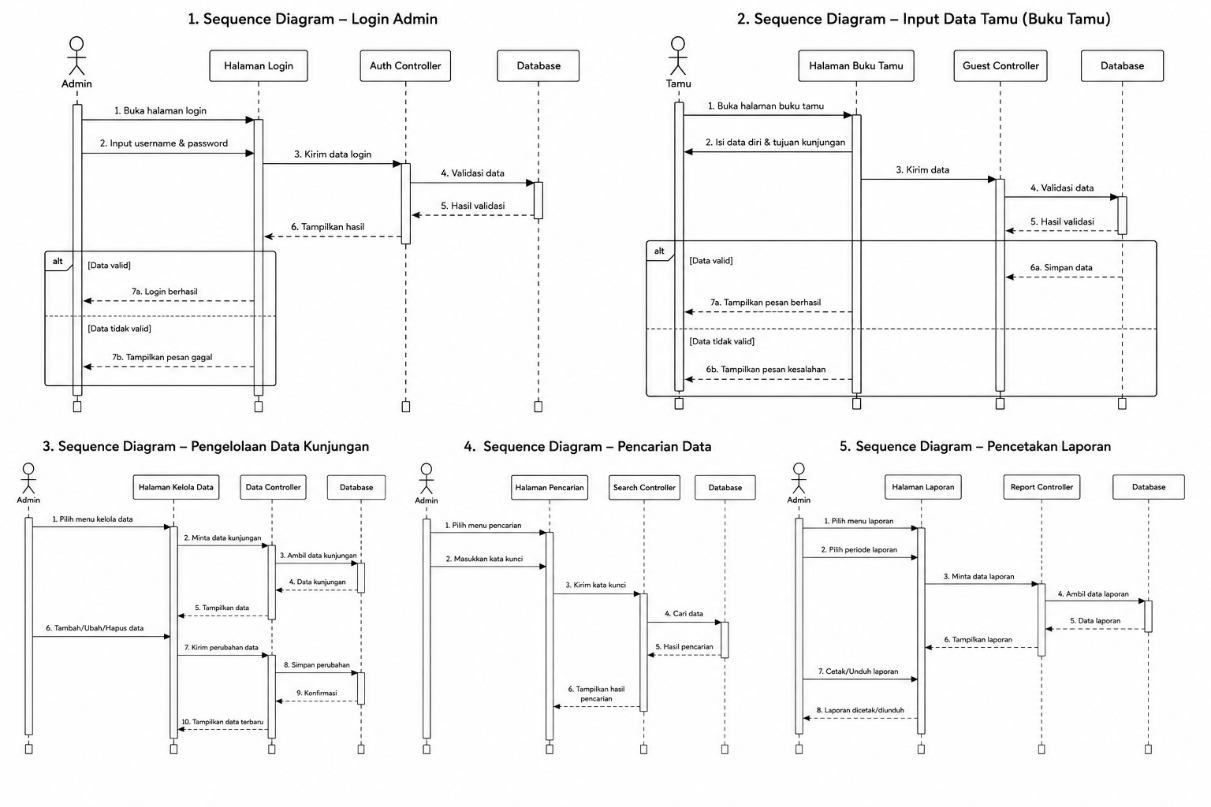 1. Sequence Diagram – Login Admin
Admin
Halaman Login
Auth Controller
Database
1. Buka halaman login
2. Input username & password
3. Kirim data login
4. Validasi data
5. Hasil validasi
6. Tampilkan hasil
alt
[Data valid]
7a. Login berhasil
[Data tidak valid]
7b. Tampilkan pesan gagal
2. Sequence Diagram – Input Data Tamu (Buku Tamu)
Tamu
Halaman Buku Tamu
Guest Controller
Database
1. Buka halaman buku tamu
2. Isi data diri & tujuan kunjungan
3. Kirim data
4. Validasi data
5. Hasil validasi
alt
[Data valid]
6a. Simpan data
7a. Tampilkan pesan berhasil
[Data tidak valid]
6b. Tampilkan pesan kesalahan
3. Sequence Diagram – Pengelolaan Data Kunjungan
Admin
Halaman Kelola Data
Data Controller
Database
1. Pilih menu kelola data
2. Minta data kunjungan
3. Ambil data kunjungan
4. Data kunjungan
5. Tampilkan data
6. Tambah/Ubah/Hapus data
7. Kirim perubahan data
8. Simpan perubahan
9. Konfirmasi
10. Tampilkan data terbaru
4. Sequence Diagram – Pencarian Data
Admin
Halaman Pencarian
Search Controller
Database
1. Pilih menu pencarian
2. Masukkan kata kunci
3. Kirim kata kunci
4. Cari data
5. Hasil pencarian
6. Tampilkan hasil
pencarian
5. Sequence Diagram – Pencetakan Laporan
Admin
Halaman Laporan
Report Controller
Database
1. Pilih menu laporan
2. Pilih periode laporan
3. Minta data laporan
4. Ambil data laporan
5. Data laporan
6. Tampilkan laporan
7. Cetak/Unduh laporan
8. Laporan dicetak/diunduh